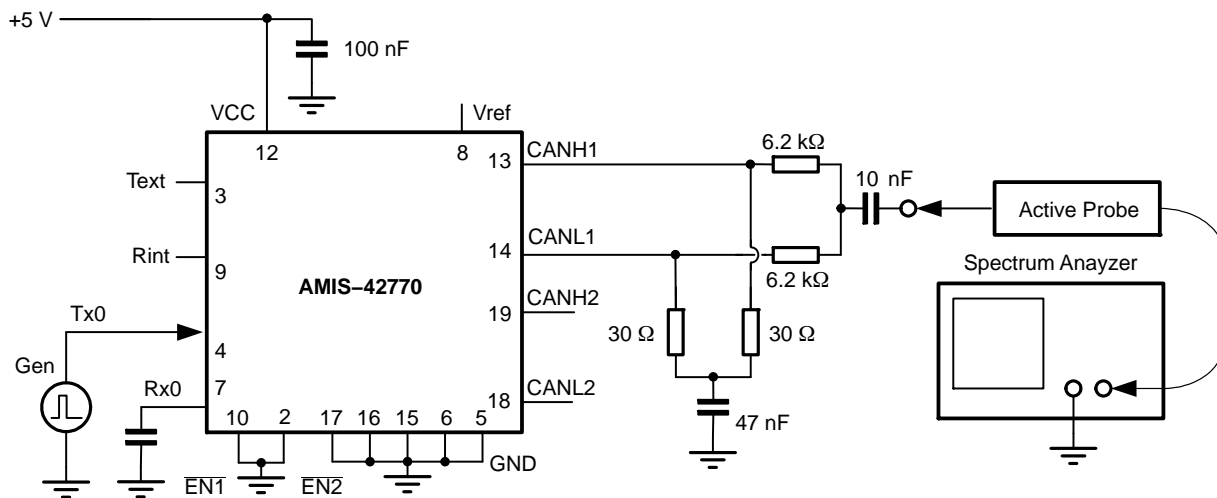 +5 V
100 nF
VCC
Vref
12
8
13
CANH1
6.2 kΩ
10 nF
Text
3
Active Probe
14
CANL1
6.2 kΩ
Rint
9
AMIS–42770
Spectrum Anayzer
CANH2
19
Tx0
30 Ω
30 Ω
4
Gen
7
Rx0
CANL2
18
47 nF
10
2
17
16
15
6
5
GND
EN1
EN2